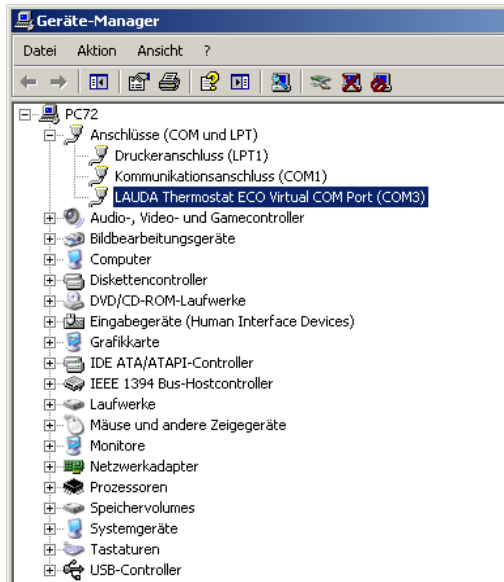 Geräte-Manager
Datei Aktion Ansicht ?
PC72
Anschlüsse (COM und LPT)
Druckeranschluss (LPT1)
Kommunikationsanschluss (COM1)
LAUDA Thermostat ECO Virtual COM Port (COM3)
Audio-, Video- und Gamecontroller
Bildbearbeitungsgeräte
Computer
Diskettencontroller
DVD/CD-ROM-Laufwerke
Eingabegeräte (Human Interface Devices)
Grafikkarte
IDE ATA/ATAPI-Controller
IEEE 1394 Bus-Hostcontroller
Laufwerke
Mäuse und andere Zeigegeräte
Monitore
Netzwerkadapter
Prozessoren
Speichervolumes
Systemgeräte
Tastaturen
USB-Controller